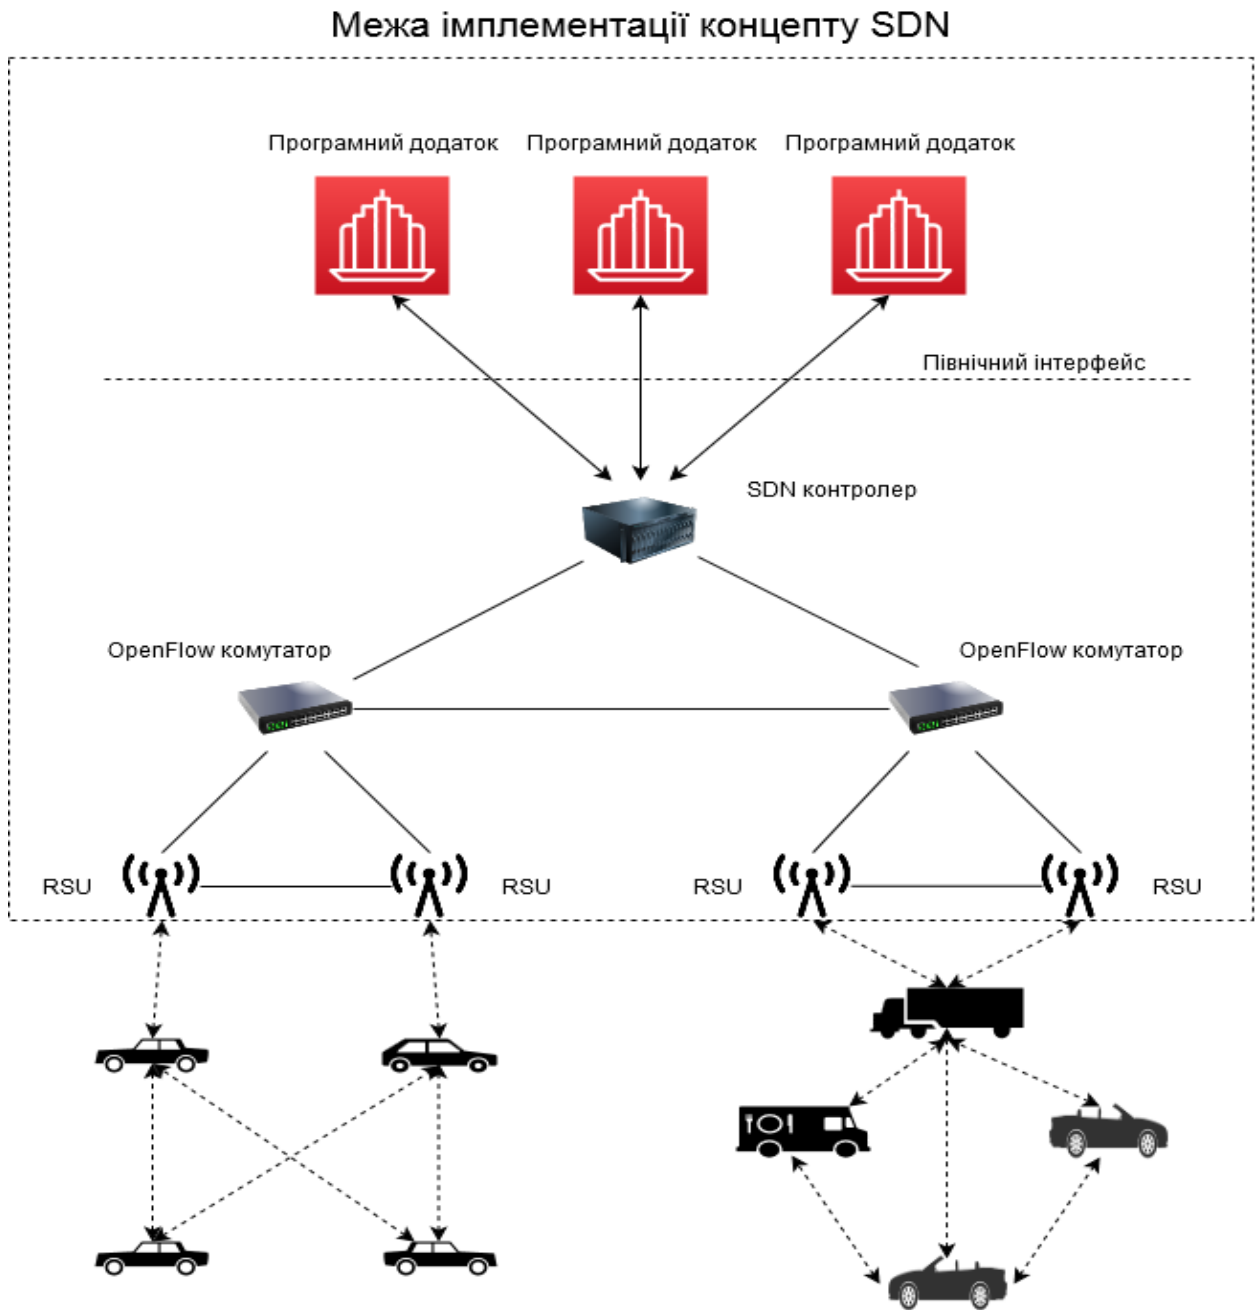 Межа імплементації концепту SDN
Програмний додаток
Програмний додаток
Програмний додаток
Північний інтерфейс
SDN контролер
OpenFlow комутатор
OpenFlow комутатор
RSU
RSU
RSU
RSU